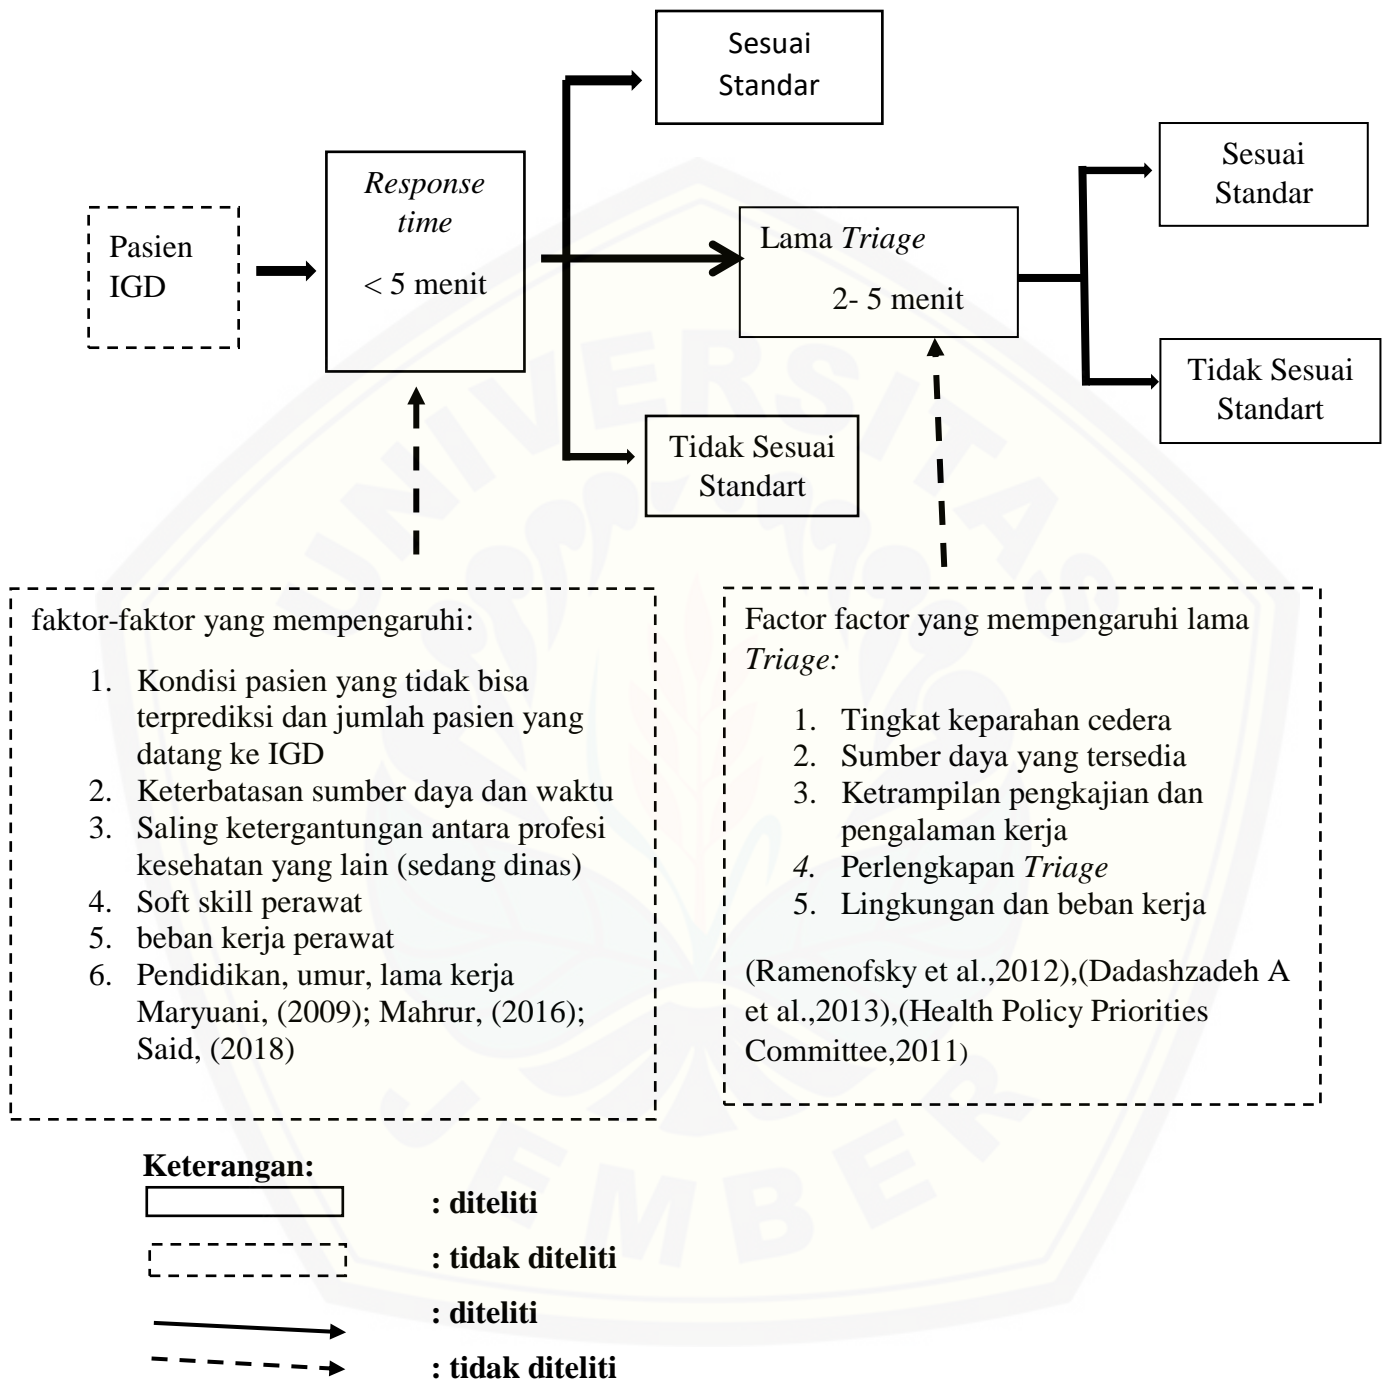 Sesuai
Standar
Response
time
< 5 menit
Pasien
IGD
Lama Triage
2- 5 menit
Sesuai
Standar
Tidak Sesuai
Standart
Tidak Sesuai
Standart
faktor-faktor yang mempengaruhi:
1. Kondisi pasien yang tidak bisa
terprediksi dan jumlah pasien yang
datang ke IGD
2. Keterbatasan sumber daya dan waktu
3. Saling ketergantungan antara profesi
kesehatan yang lain (sedang dinas)
4. Soft skill perawat
5. beban kerja perawat
6. Pendidikan, umur, lama kerja
Maryuani, (2009); Mahrur, (2016);
Said, (2018)
Factor factor yang mempengaruhi lama
Triage:
1. Tingkat keparahan cedera
2. Sumber daya yang tersedia
3. Ketrampilan pengkajian dan
pengalaman kerja
4. Perlengkapan Triage
5. Lingkungan dan beban kerja
(Ramenofsky et al.,2012),(Dadashzadeh A
et al.,2013),(Health Policy Priorities
Committee,2011)
Keterangan:
: diteliti
: tidak diteliti
: diteliti
: tidak diteliti
UNIVERSITAS
JEMBER